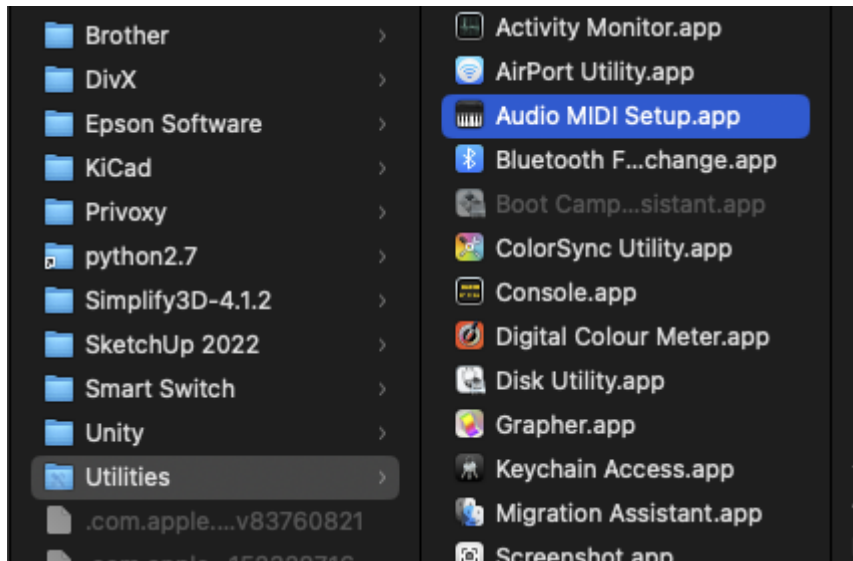 Brother
DivX
Epson Software
KiCad
Privoxy
python2.7
Simplify3D-4.1.2
SketchUp 2022
Smart Switch
Unity
Utilities
.com.apple....v83760821
Activity Monitor.app
AirPort Utility.app
Audio MIDI Setup.app
Bluetooth F...change.app
Boot Camp...sistant.app
ColorSync Utility.app
Console.app
Digital Colour Meter.app
Disk Utility.app
Grapher.app
Keychain Access.app
Migration Assistant.app
Screenshot.app